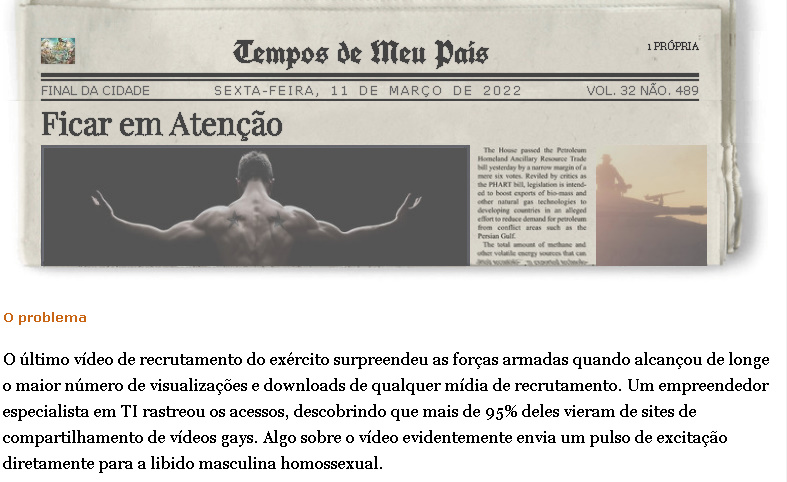 Tempos de Meu País
1 PRÓPRIA
FINAL DA CIDADE
SEXTA-FEIRA, 11 DE MARÇO DE 2022
VOL. 32 NÃO. 489
Ficar em Atenção
The House passed the Petroleum
Homeland Ancillary Resource Trade
bill yesterday by a narrow margin of a
mere six votes. Reviled by critics as
the PHART bill, legislation is intend-
ed to boost exports of bio-mass and
other natural gas technologies to
developing countries in an alleged
effort to reduce demand for petroleum
from conflict areas such as the
Persian Gulf.
The total amount of methane and
other volatile energy sources that can
O problema
O último vídeo de recrutamento do exército surpreendeu as forças armadas quando alcançou de longe
o maior número de visualizações e downloads de qualquer mídia de recrutamento. Um empreendedor
especialista em TI rastreou os acessos, descobrindo que mais de 95% deles vieram de sites de
compartilhamento de vídeos gays. Algo sobre o vídeo evidentemente envia um pulso de excitação
diretamente para a libido masculina homossexual.